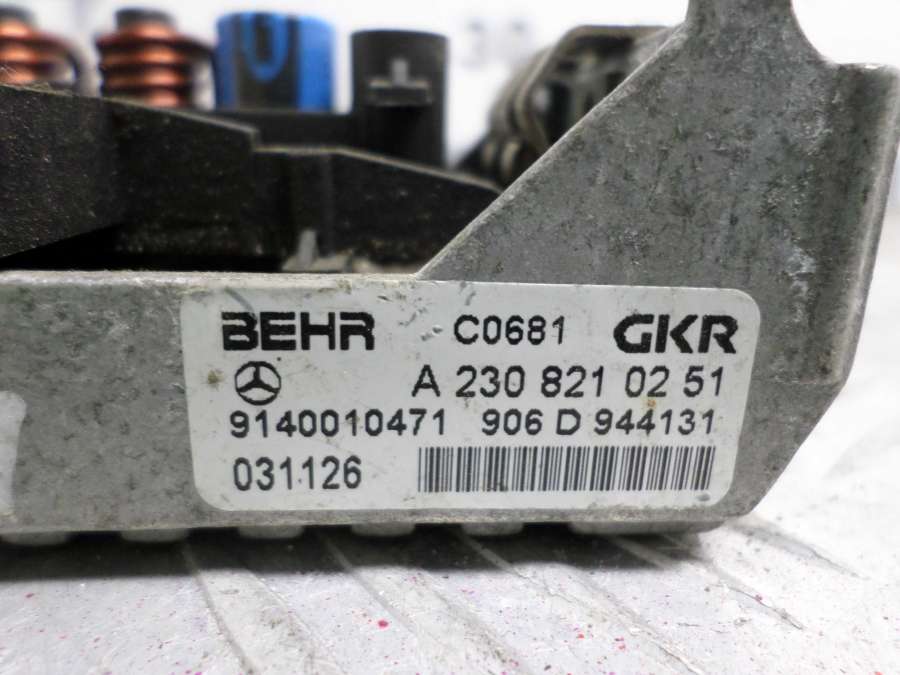 BEHR C0681 GKR
A 230 821 02 51
9140010471 906 D 944131
031126